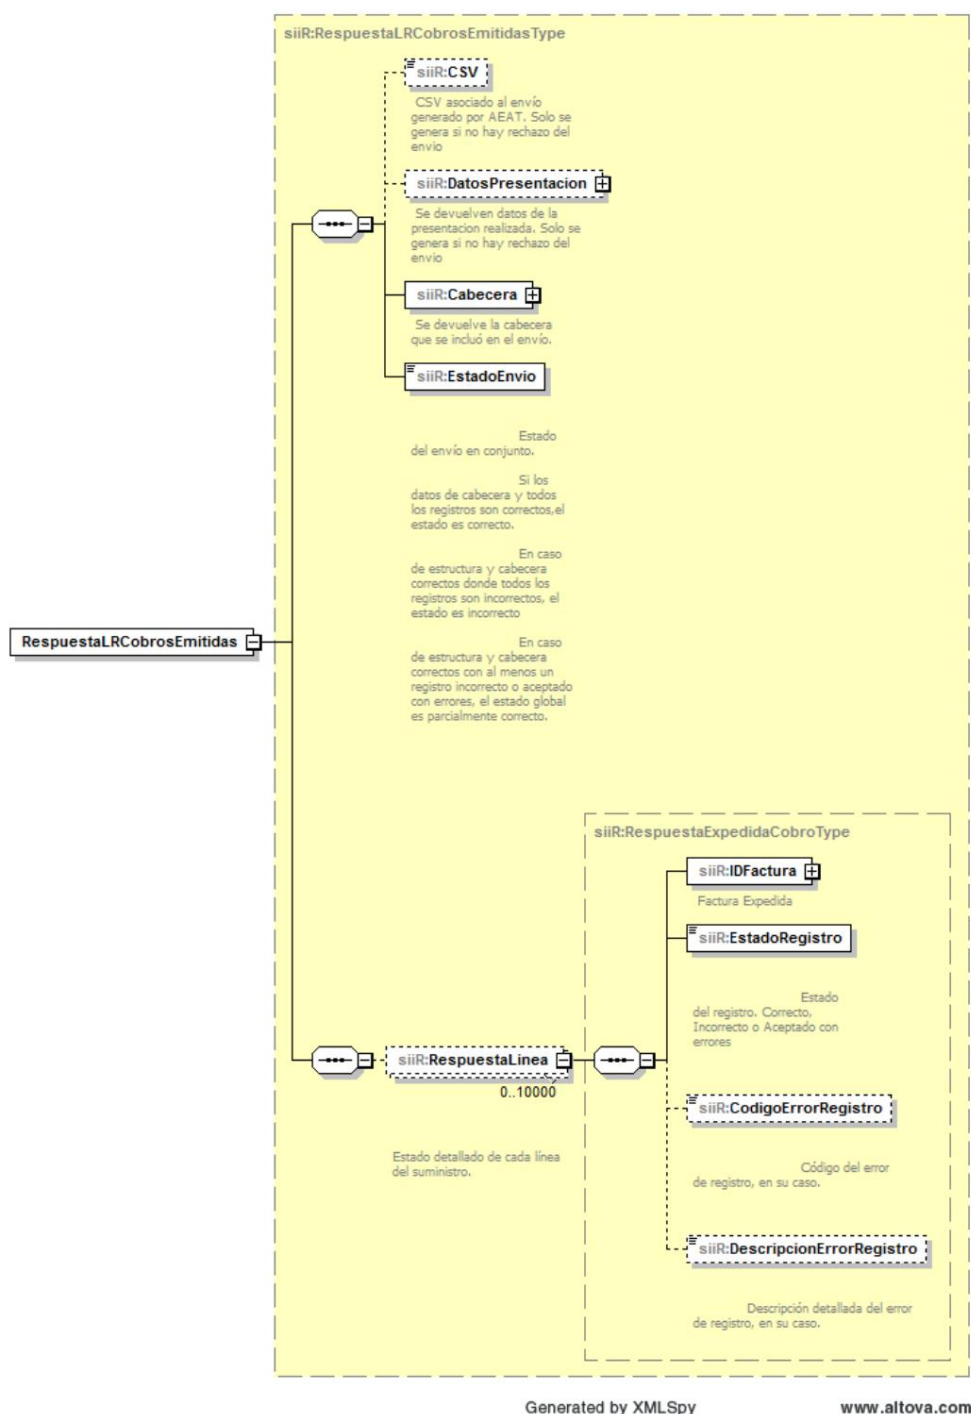 siiR:RespuestaLRCobrosEmitidasType
siiR:CSV
CSV asociado al envío
generado por AEAT. Solo se
genera si no hay rechazo del
envio
siiR:DatosPresentacion
Se devuelven datos de la
presentacion realizada. Solo se
genera si no hay rechazo del
envio
siiR:Cabecera
Se devuelve la cabecera
que se incluó en el envío.
siiR:EstadoEnvio
Estado
del envío en conjunto.
Si los
datos de cabecera y todos
los registros son correctos,el
estado es correcto.
En caso
de estructura y cabecera
correctos donde todos los
registros son incorrectos, el
estado es incorrecto
En caso
de estructura y cabecera
correctos con al menos un
registro incorrecto o aceptado
con errores, el estado global
es parcialmente correcto.
RespuestaLRCobrosEmitidas
siiR:RespuestaExpedidaCobroType
siiR:IDFactura
Factura Expedida
siiR:EstadoRegistro
Estado
del registro. Correcto,
Incorrecto o Aceptado con
errores
siiR:RespuestaLinea
0..10000
Estado detallado de cada línea
del suministro.
siiR:CodigoErrorRegistro
Código del error
de registro, en su caso.
siiR:DescripcionErrorRegistro
Descripción detallada del error
de registro, en su caso.
Generated by XMLSpy
www.altova.com